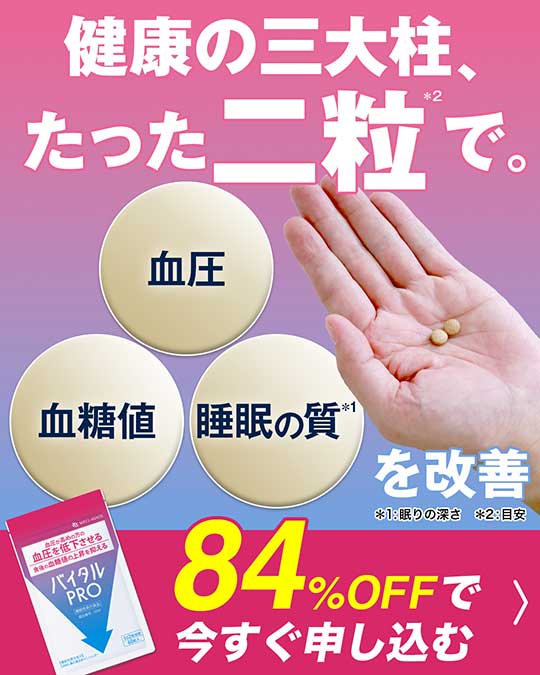 健康の三大柱、
たった二粒*2で。
血圧
血糖値
睡眠の質*1
を改善
*1:眠りの深さ *2:目安
血圧が高めの方の
血圧を低下させる
食後の血糖値の上昇を抑える
バイタル
PRO
84%OFFで
今すぐ申し込む
〉